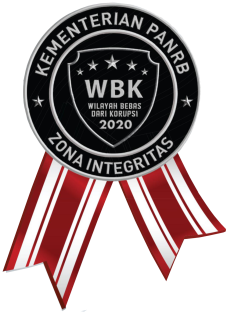 KEMENTERIAN PANRB
WBK
WILAYAH BEBAS
DARI KORUPSI
2020
ZONA INTEGRITAS